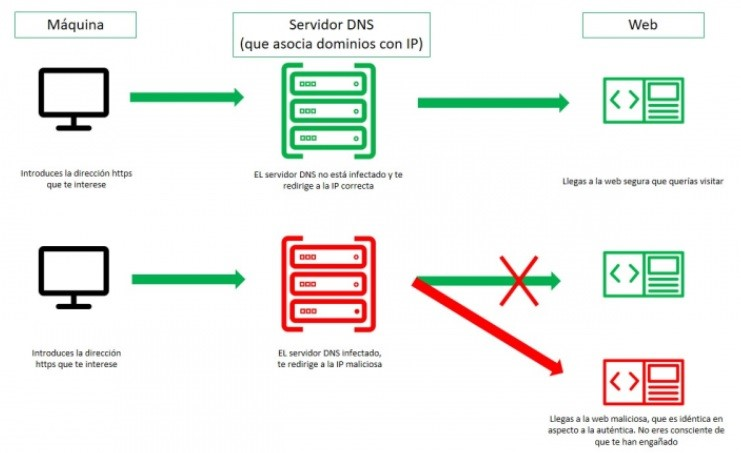 Máquina
Servidor DNS
(que asocia dominios con IP)
Web
Introduces la dirección https
que te interese
EL servidor DNS no está infectado y te
redirige a la IP correcta
Llegas a la web segura que querías visitar
Introduces la dirección
https que te interese
EL servidor DNS infectado,
te redirige a la IP maliciosa
Llegas a la web maliciosa, que es idéntica en
aspecto a la auténtica. No eres consciente de
que te han engañado